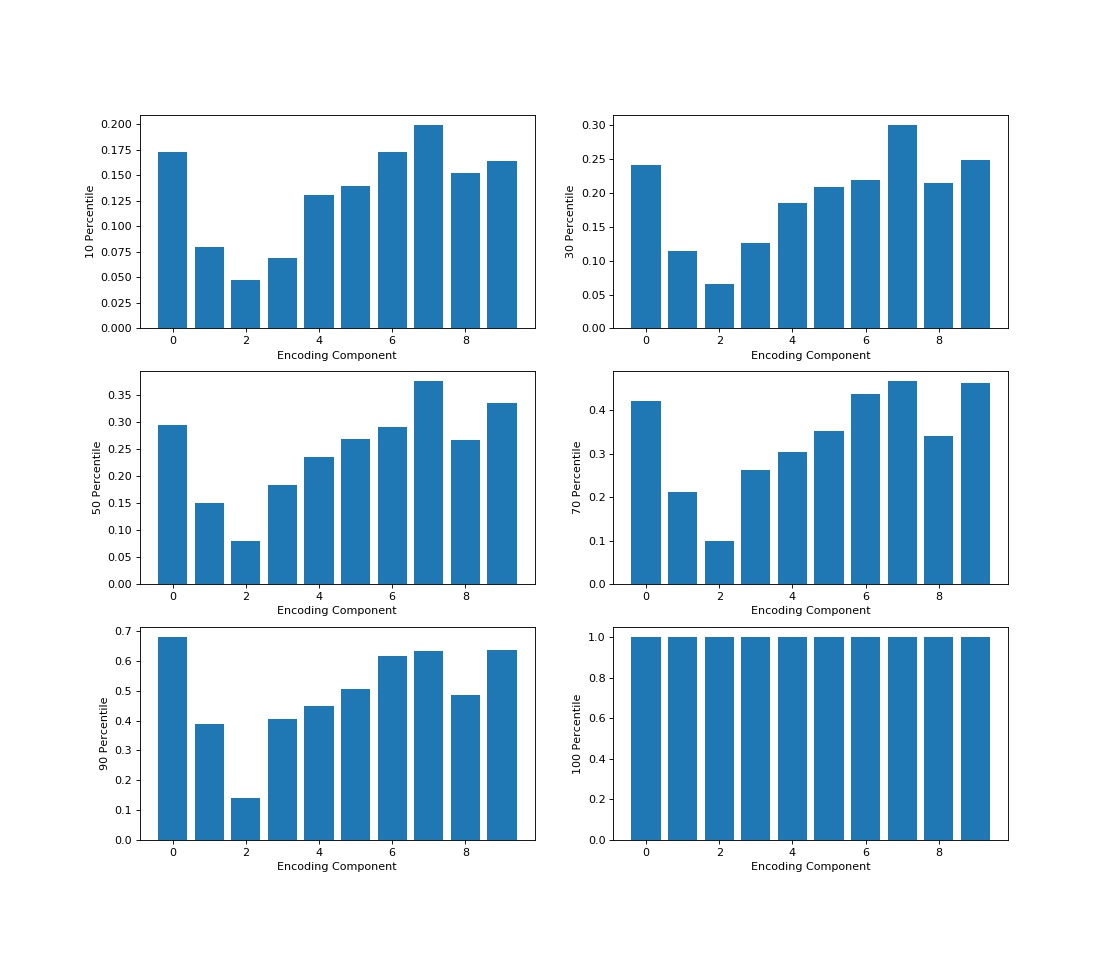 10 Percentile
0.200
0.175
0.150
0.125
0.100
0.075
0.050
0.025
0.000
0 2 4 6 8
Encoding Component
30 Percentile
0.30
0.25
0.20
0.15
0.10
0.05
0.00
0 2 4 6 8
Encoding Component
50 Percentile
0.35
0.30
0.25
0.20
0.15
0.10
0.05
0.00
0 2 4 6 8
Encoding Component
70 Percentile
0.4
0.3
0.2
0.1
0.0
0 2 4 6 8
Encoding Component
90 Percentile
0.7
0.6
0.5
0.4
0.3
0.2
0.1
0.0
0 2 4 6 8
Encoding Component
100 Percentile
1.0
0.8
0.6
0.4
0.2
0.0
0 2 4 6 8
Encoding Component